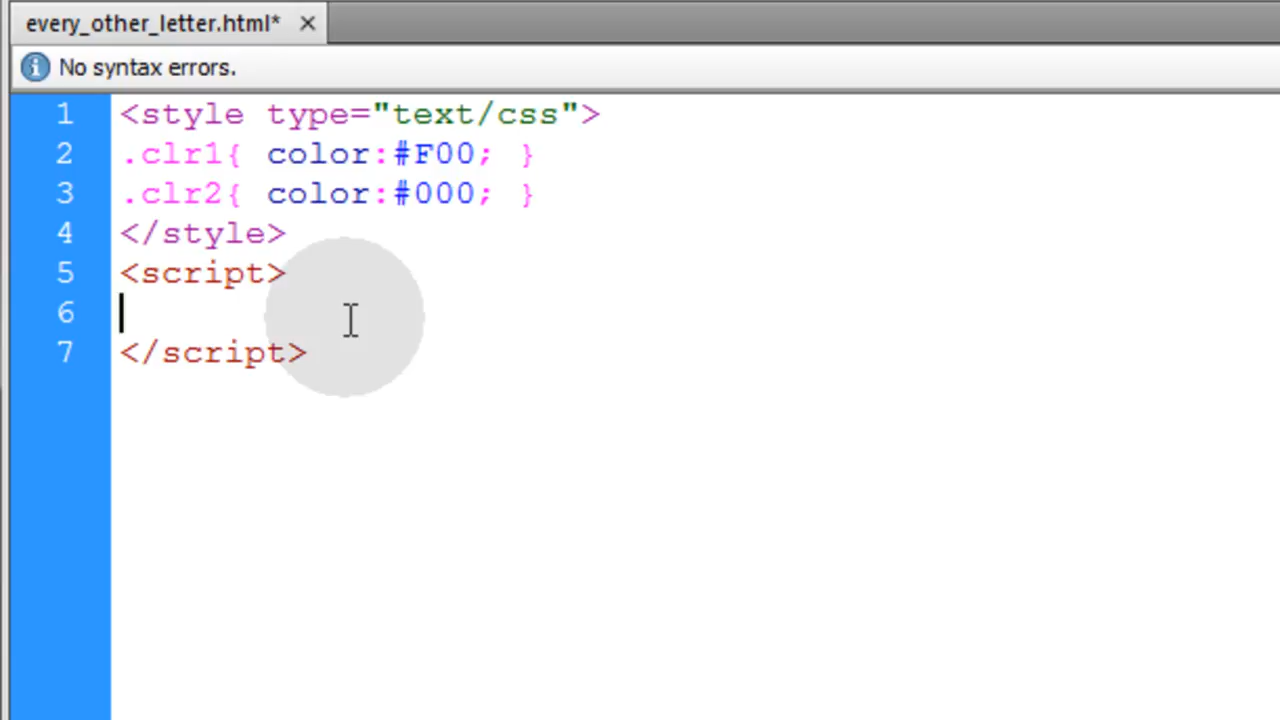 every_other_letter.html* ×
No syntax errors.
1 <style type="text/css">
2 .clr1{ color:#F00; }
3 .clr2{ color:#000; }
4 </style>
5 <script>
6
7 </script>